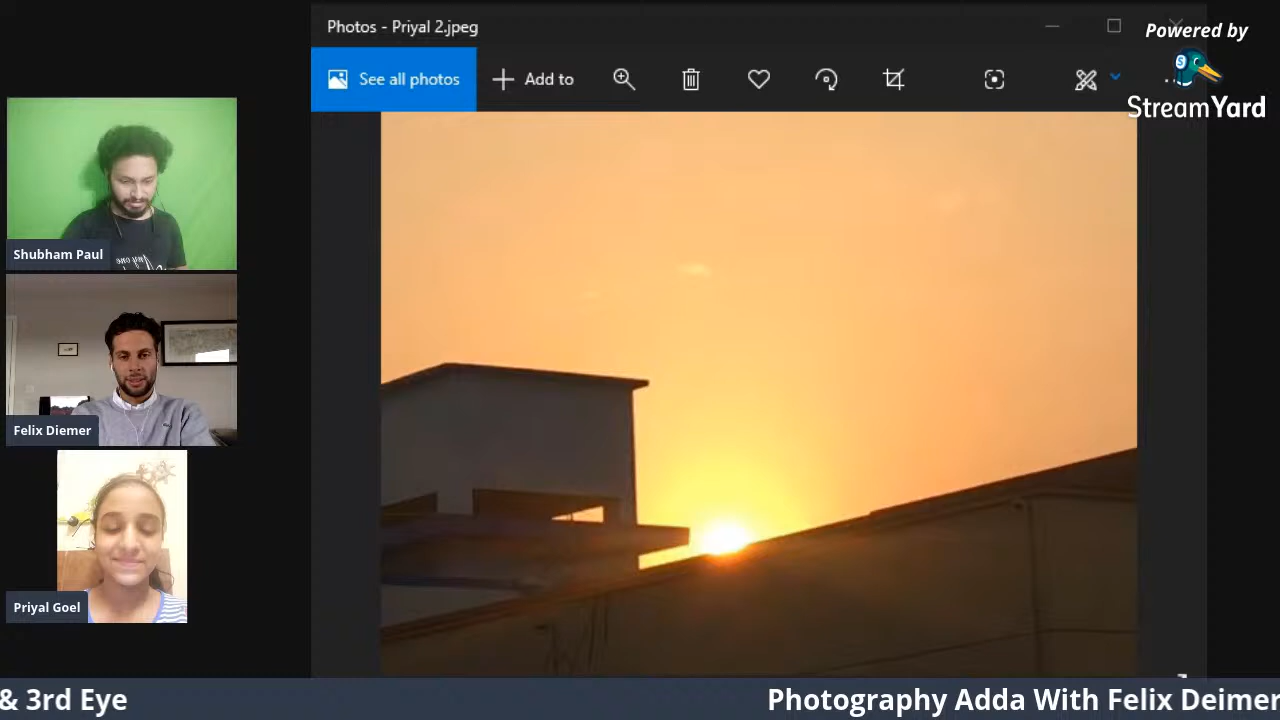 Photos - Priyal 2.jpeg
Powered by
See all photos
Add to
StreamYard
Shubham Paul
Felix Diemer
Priyal Goel
& 3rd Eye
Photography Adda With Felix Deimer